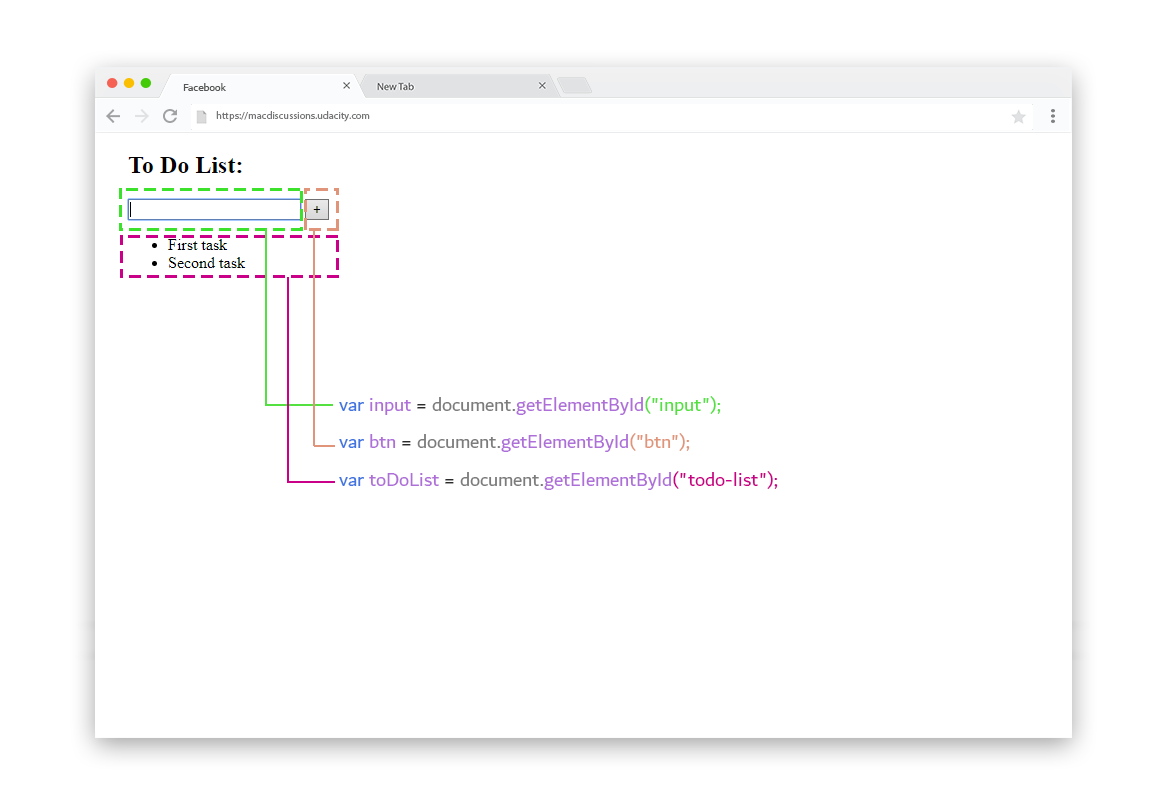 Facebook
New Tab
https://macdiscussions.udacity.com
To Do List:
+
First task
Second task
var input = document.getElementById("input");
var btn = document.getElementById("btn");
var toDoList = document.getElementById("todo-list");